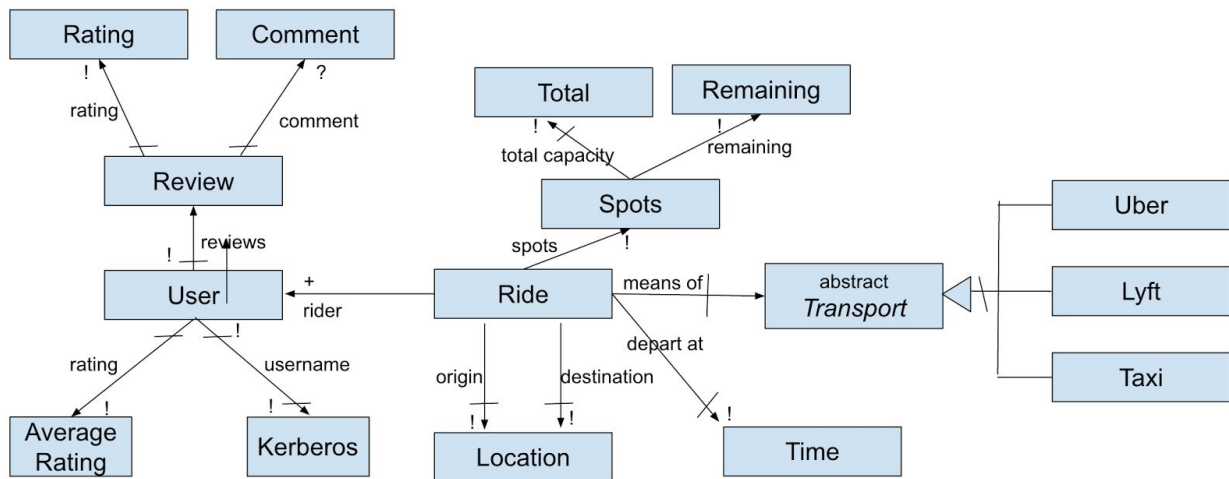 Rating
Comment
!
?
rating
comment
Total
Remaining
!
!
total capacity
remaining
Review
Spots
Uber
reviews
!
spots
!
User
+
rider
Ride
means of
abstract
Transport
Lyft
!
rating
username
origin
destination
depart at
Taxi
!
!
!
!
!
Average
Rating
Kerberos
Location
Time